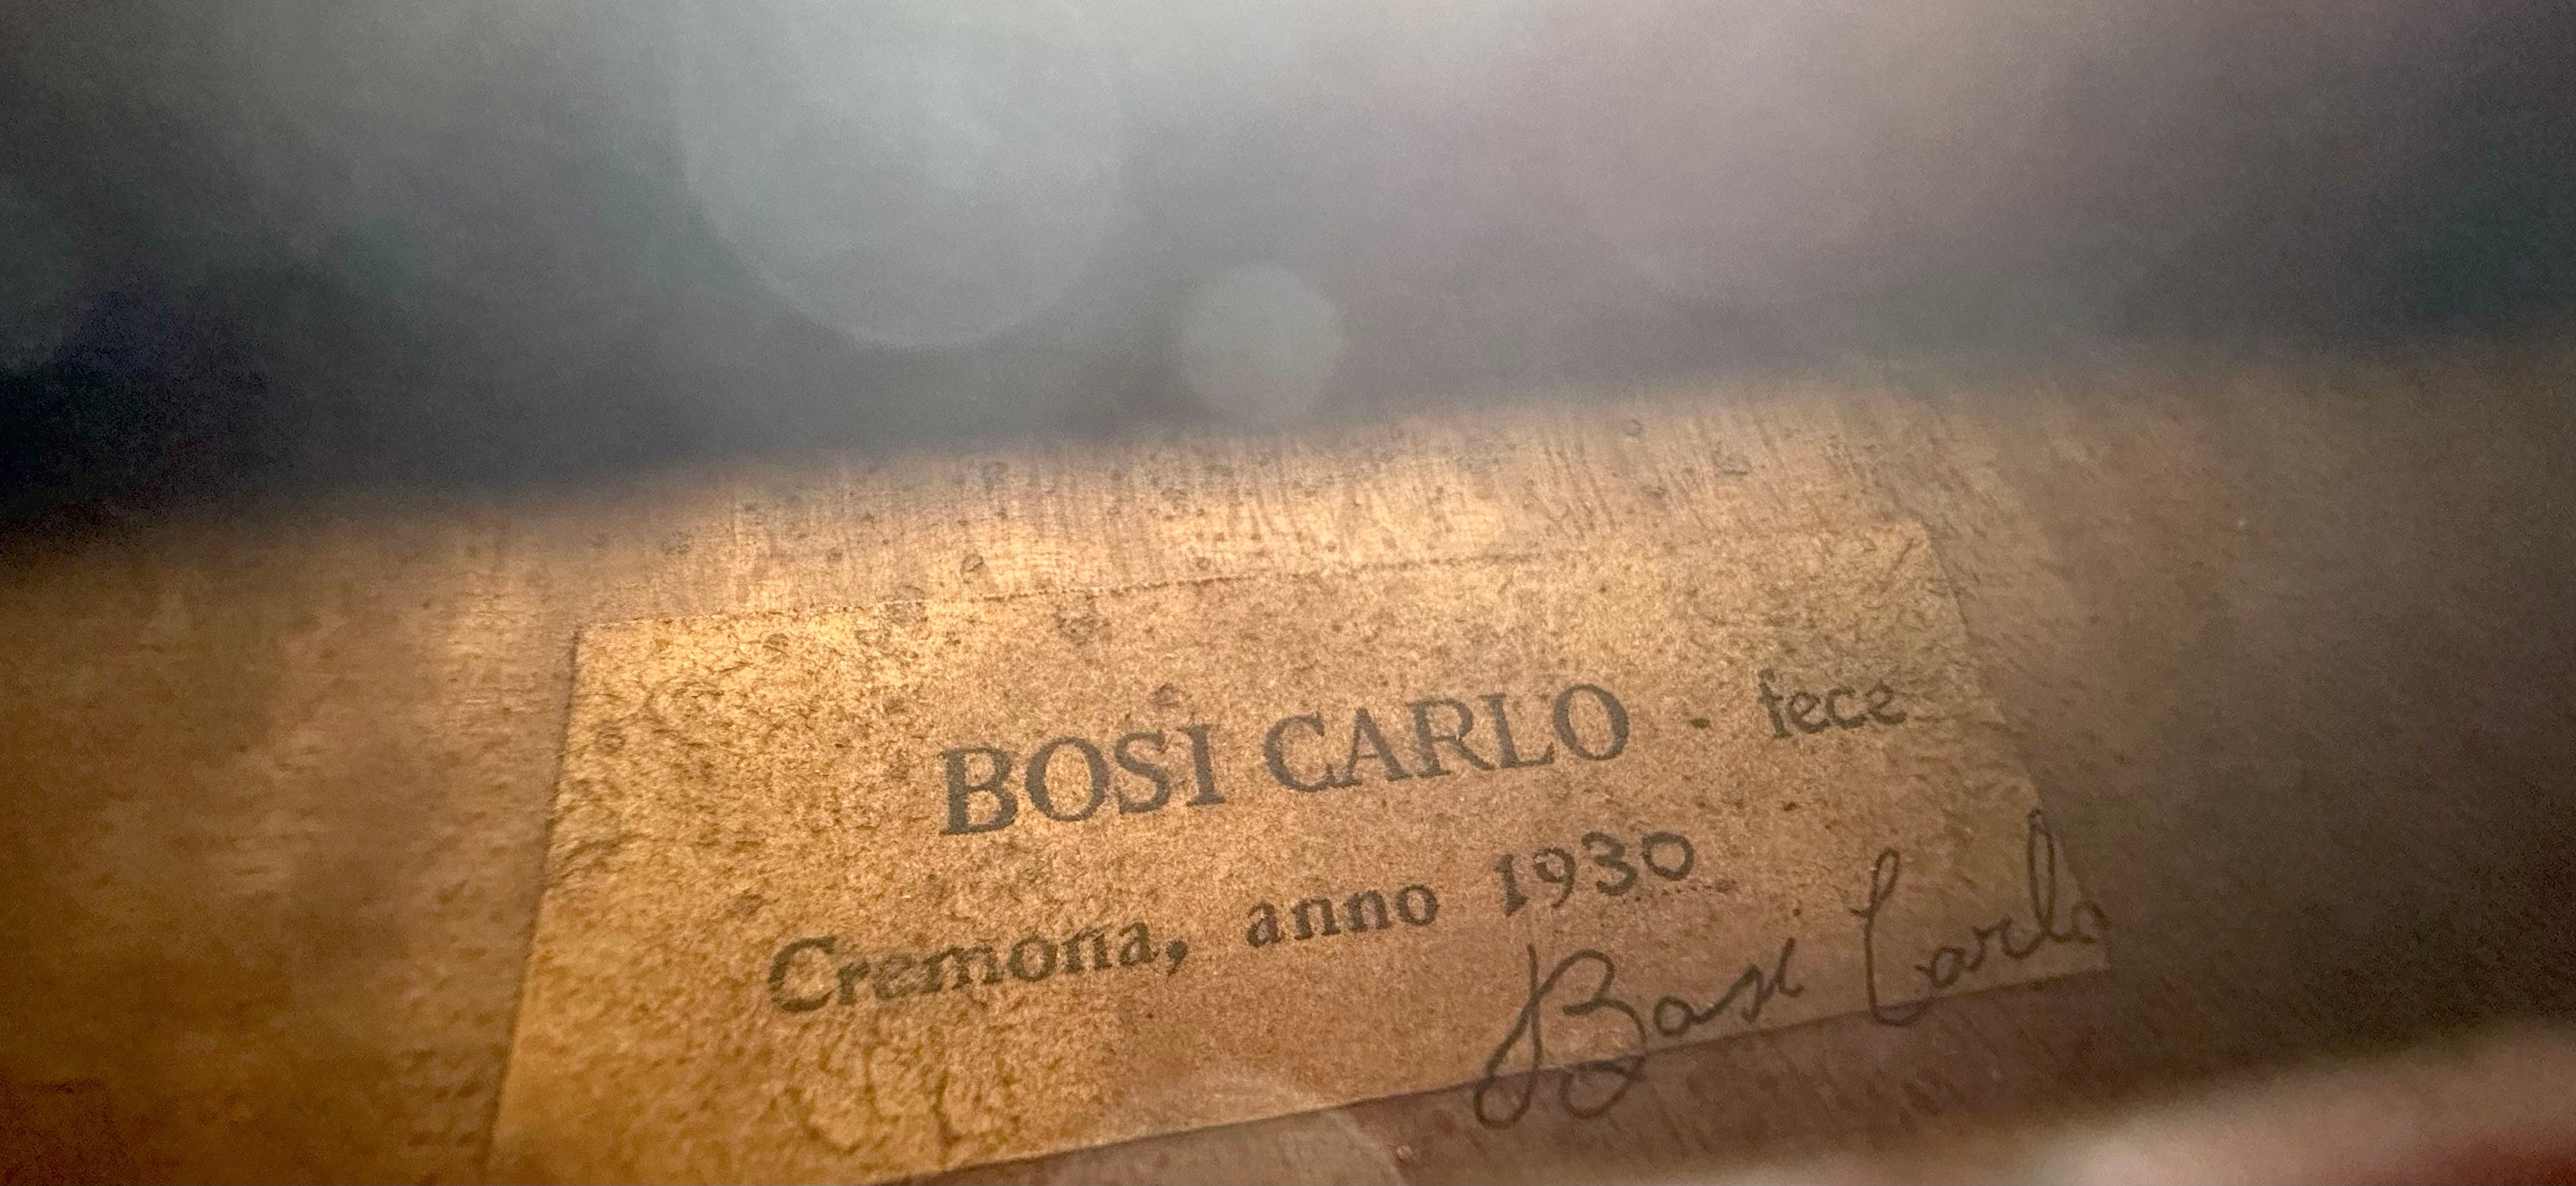 BOSI CARLO - fece
Cremona, anno 1930
Bosi Carlo